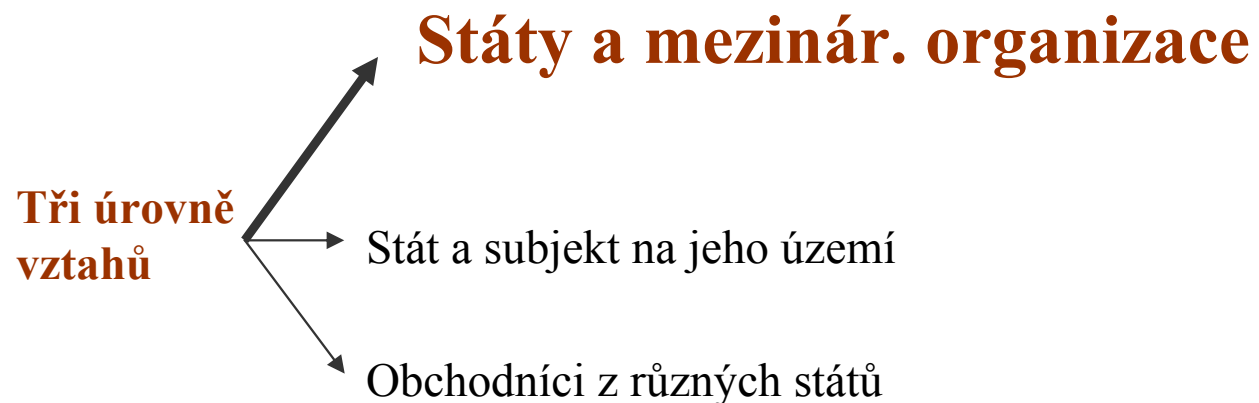 Státy a mezinár. organizace
Tři úrovně
vztahů
Stát a subjekt na jeho území
Obchodníci z různých států